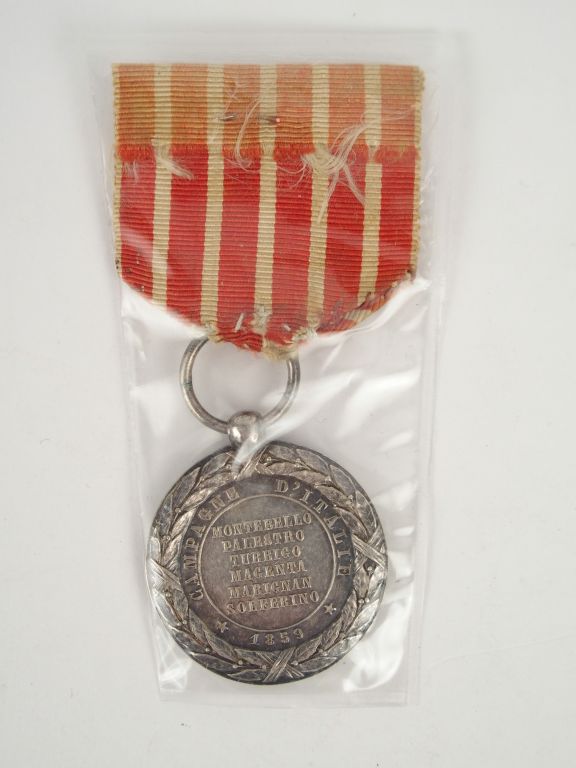 CAMPAGNE D'ITALIE
MONTEBELLO
PALESTRO
TURBIGO
MAGENTA
MARIGNAN
SOLFERINO
1859